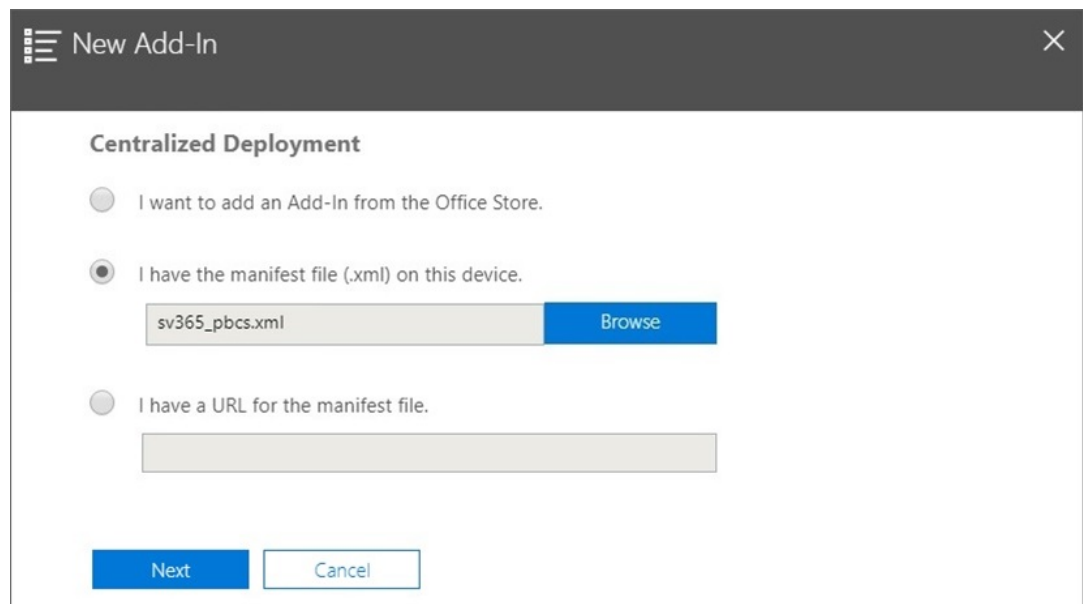 New Add-In
Centralized Deployment
I want to add an Add-In from the Office Store.
I have the manifest file (.xml) on this device.
sv365_pbcs.xml
Browse
I have a URL for the manifest file.
Next
Cancel